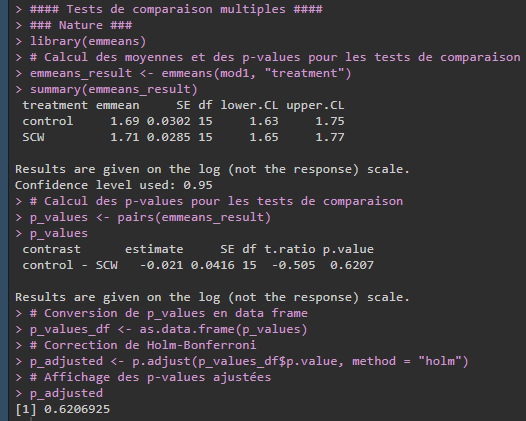 > #### Tests de comparaison multiples ####
> ### Nature ###
> library(emmeans)
> # Calcul des moyennes et des p-values pour les tests de comparaison
> emmeans_result <- emmeans(mod1, "treatment")
> summary(emmeans_result)
treatment emmean SE df lower.CL upper.CL
control 1.69 0.0302 15 1.63 1.75
SCW 1.71 0.0285 15 1.65 1.77
Results are given on the log (not the response) scale.
Confidence level used: 0.95
> # Calcul des p-values pour les tests de comparaison
> p_values <- pairs(emmeans_result)
> p_values
contrast estimate SE df t.ratio p.value
control - SCW -0.021 0.0416 15 -0.505 0.6207
Results are given on the log (not the response) scale.
> # Conversion de p_values en data frame
> p_values_df <- as.data.frame(p_values)
> # Correction de Holm-Bonferroni
> p_adjusted <- p.adjust(p_values_df$p.value, method = "holm")
> # Affichage des p-values ajustées
> p_adjusted
[1] 0.6206925